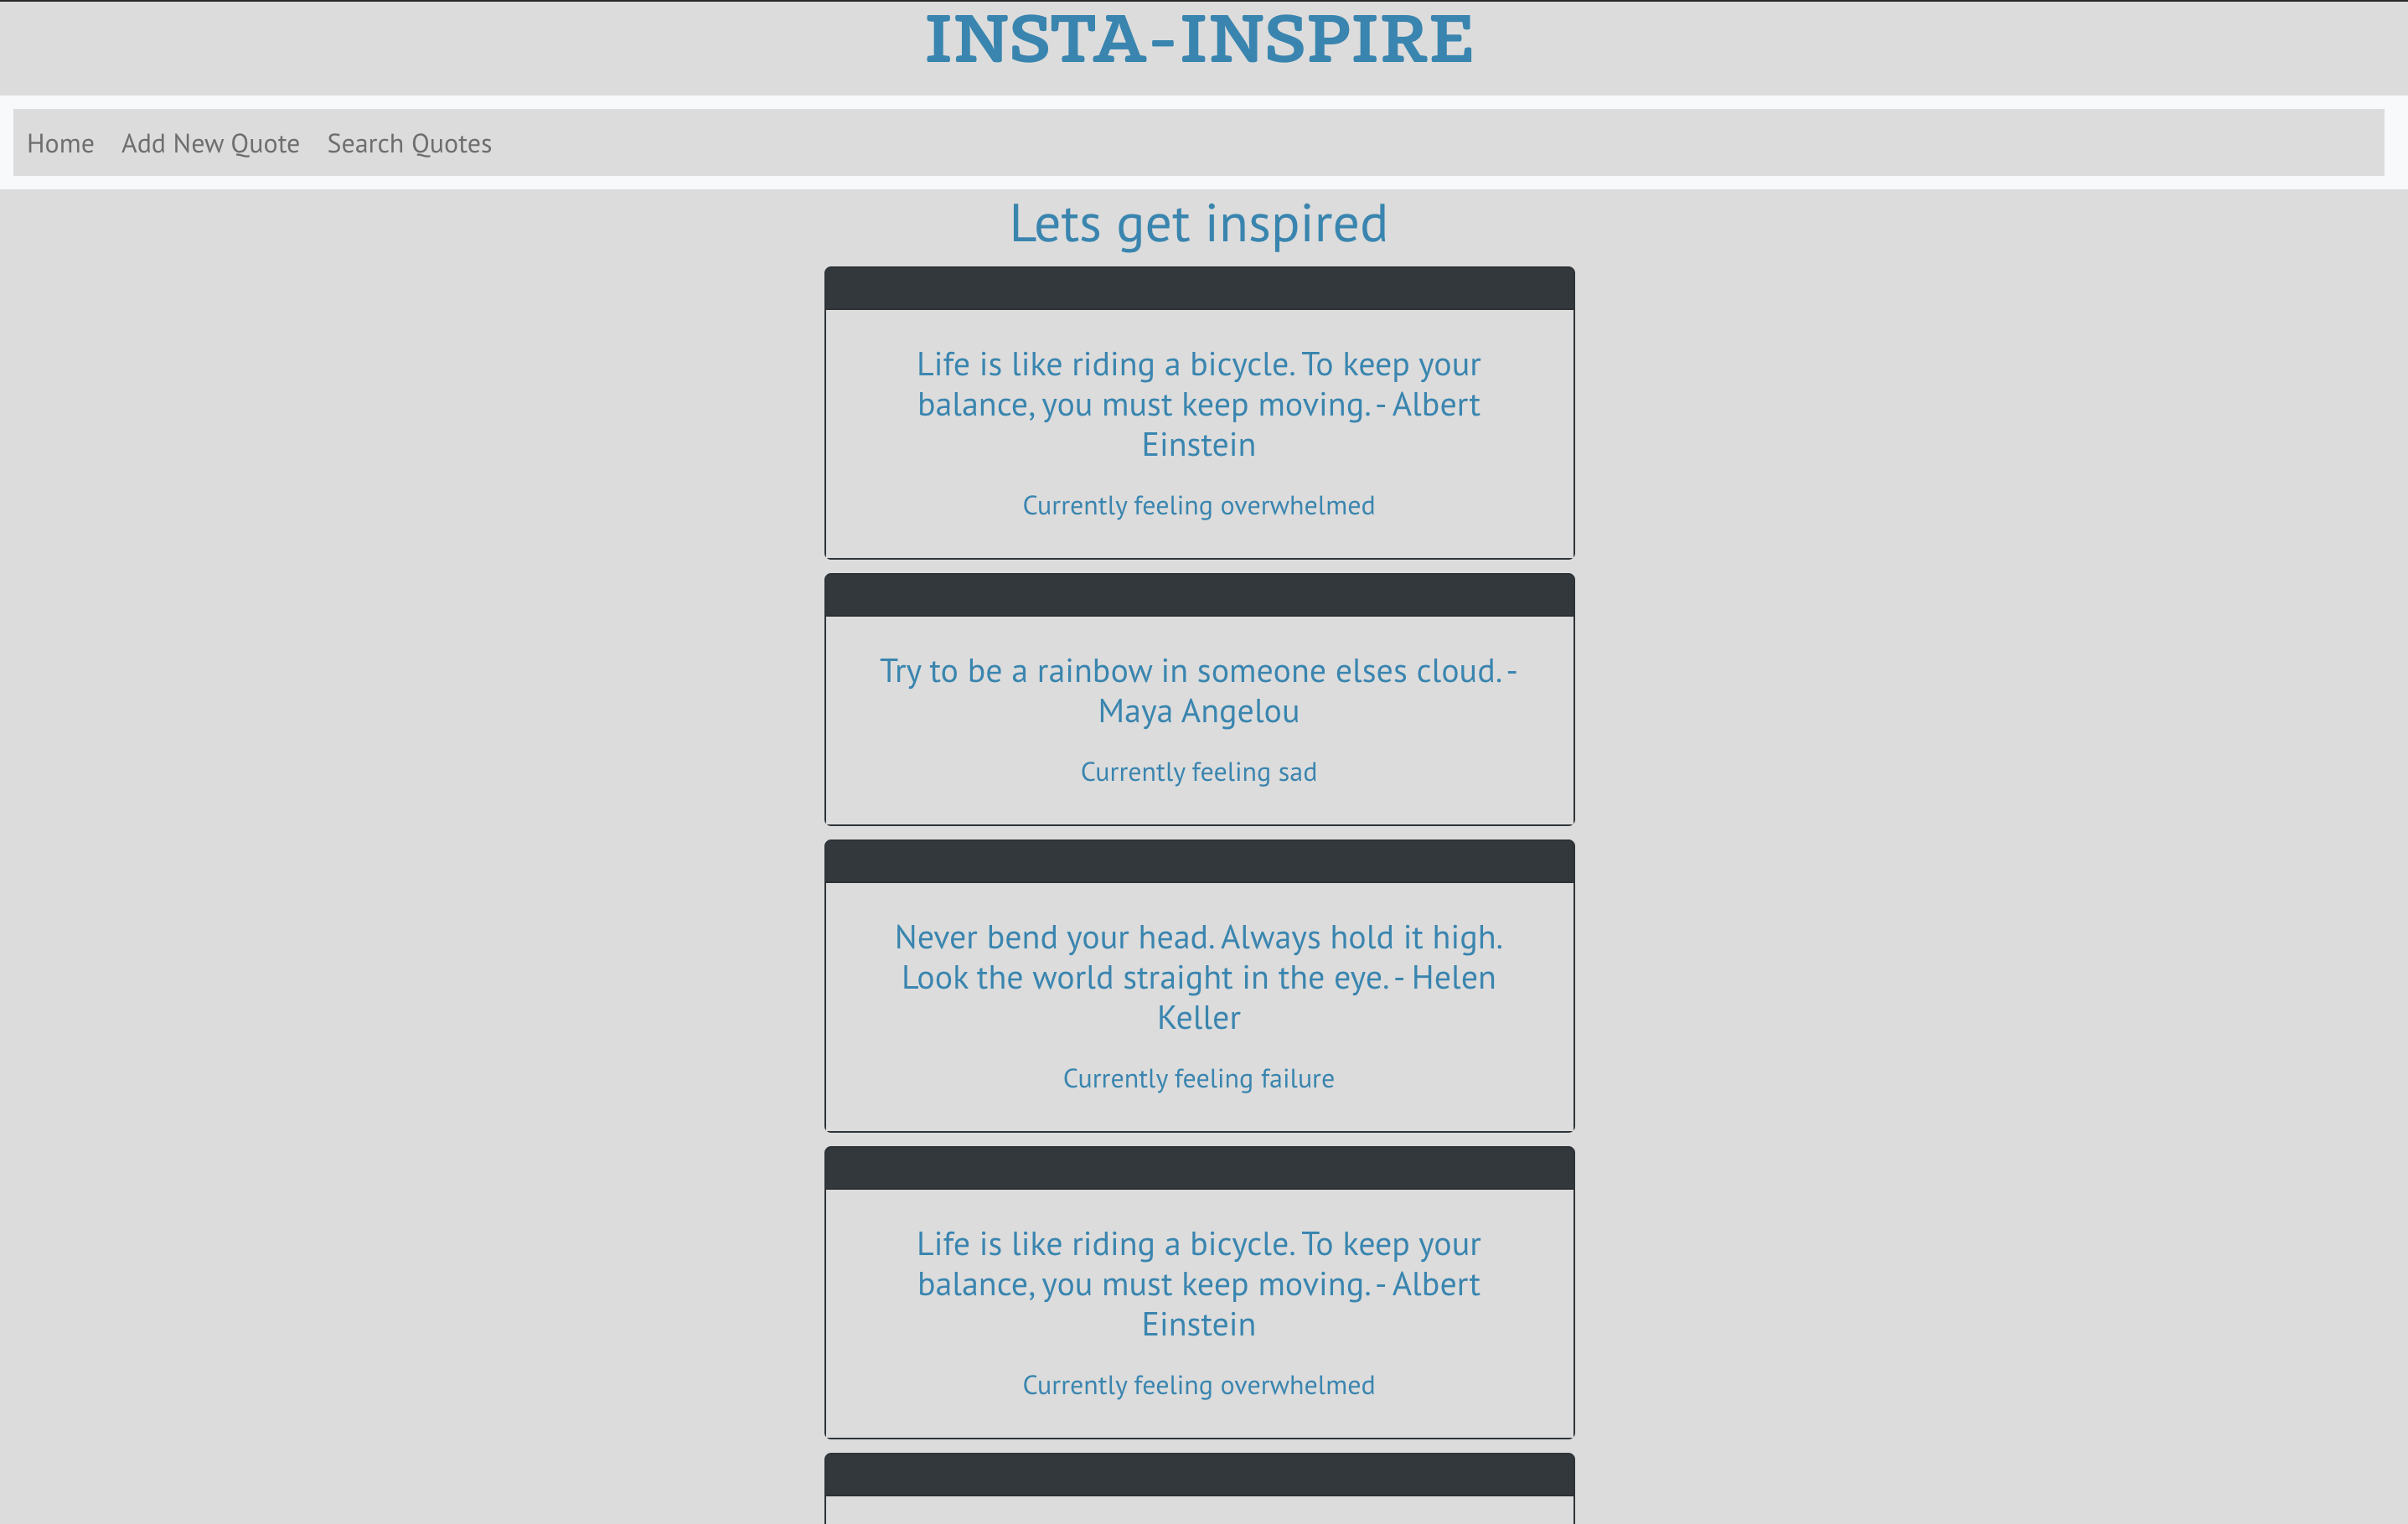 INSTA-INSPIRE
Home Add New Quote Search Quotes
Lets get inspired
Life is like riding a bicycle. To keep your
balance, you must keep moving. - Albert
Einstein
Currently feeling overwhelmed
Try to be a rainbow in someone elses cloud. -
Maya Angelou
Currently feeling sad
Never bend your head. Always hold it high.
Look the world straight in the eye. - Helen
Keller
Currently feeling failure
Life is like riding a bicycle. To keep your
balance, you must keep moving. - Albert
Einstein
Currently feeling overwhelmed